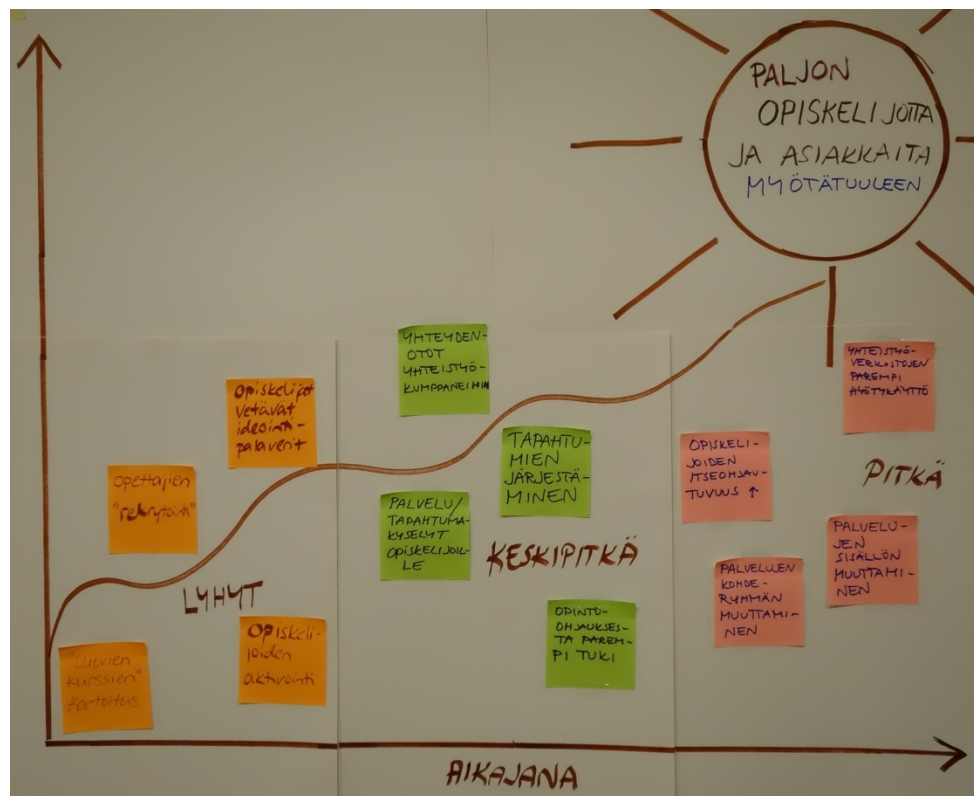 PALJON
OPISKELIJOITA
JA ASIAKKAITA
MYÖTÄTUULEEN
YHTEYDEN-
OTOT
YHTEISTYÖ-
KUMPPANEIHIN
YHTEISTYÖ-
VERKOSTOJEN
PAREMPI
HYÖTYKÄYTTÖ
Opiskelijat
vetävät
ideointi-
palaverit
TAPAHTU-
MIEN
JÄRJESTÄ-
MINEN
OPISKELI-
JOIDEN
ITSEOHJAU-
TUVUUS ↑
PITKÄ
Opettajien
"rekrytointi"
PALVELU/
TAPAHTUMA-
KYSELYT
OPISKELIJOIL-
LE
KESKIPITKÄ
PALVELU-
JEN
SISÄLLÖN
MUUTTAMI-
NEN
LYHYT
PALVELUJEN
KOHDE-
RYHMÄN
MUUTTAMI-
NEN
"Luovien
kurssien"
kartoitus
Opiskeli-
joiden
aktivointi
OPINTO-
OHJAUKSES-
TA PAREM-
PI TUKI
AIKAJANA